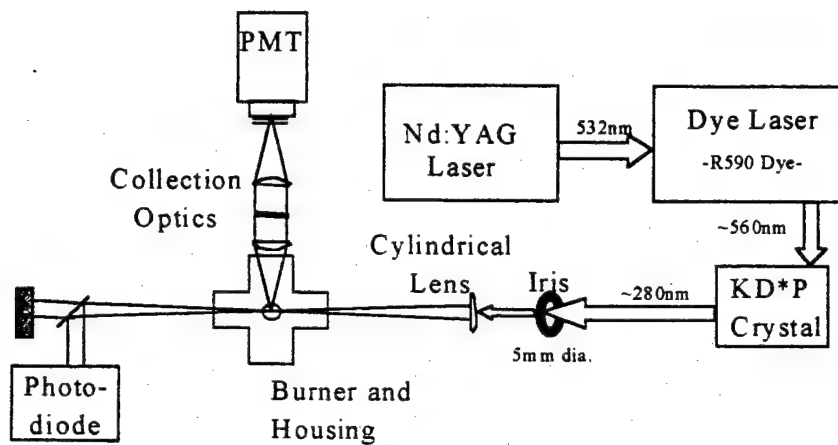 PMT
Nd:YAG
Laser
532nm
Dye Laser
-R590 Dye-
Collection
Optics
~560nm
Cylindrical
Lens
Iris
~280nm
KD*P
Crystal
5mm dia.
Photo-
diode
Burner and
Housing